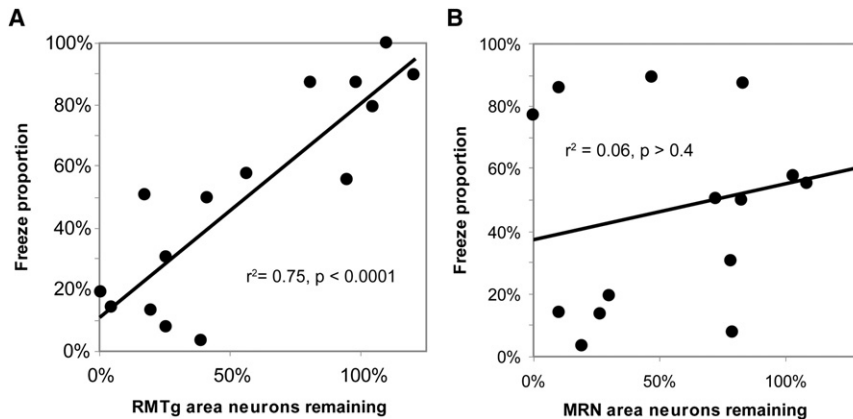 A
100%
80%
60%
40%
20%
0%
Freeze proportion
r² = 0.75, p < 0.0001
0% 50% 100%
RMTg area neurons remaining
B
100%
80%
60%
40%
20%
0%
Freeze proportion
r² = 0.06, p > 0.4
0% 50% 100%
MRN area neurons remaining